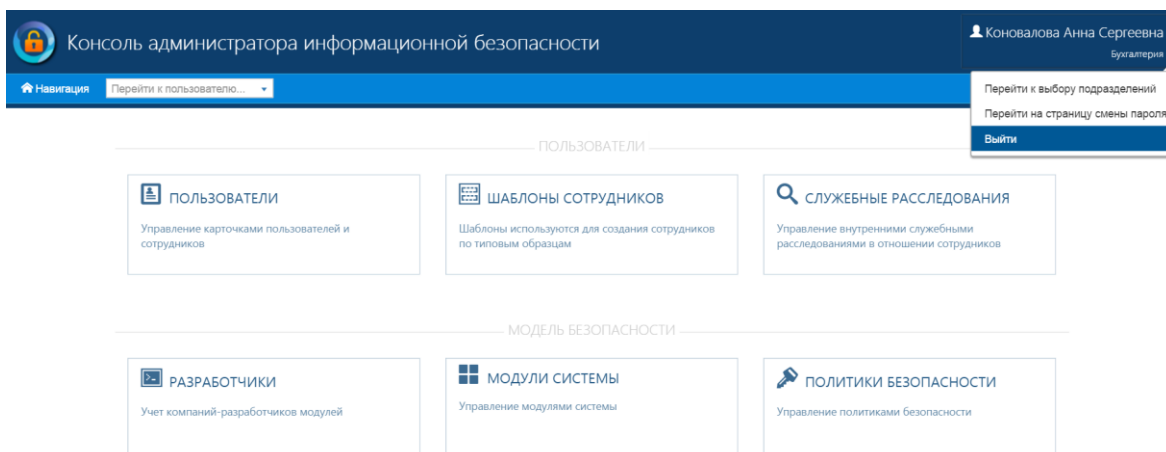 Консоль администратора информационной безопасности
Коновалова Анна Сергеевна
Бухгалтерия
Навигация
Перейти к пользователю...
Перейти к выбору подразделений
Перейти на страницу смены пароля
Выйти
ПОЛЬЗОВАТЕЛИ
ПОЛЬЗОВАТЕЛИ
Управление карточками пользователей и
сотрудников
ШАБЛОНЫ СОТРУДНИКОВ
Шаблоны используются для создания сотрудников
по типовым образцам
СЛУЖЕБНЫЕ РАССЛЕДОВАНИЯ
Управление внутренними служебными
расследованиями в отношении сотрудников
МОДЕЛЬ БЕЗОПАСНОСТИ
РАЗРАБОТЧИКИ
Учет компаний-разработчиков модулей
МОДУЛИ СИСТЕМЫ
Управление модулями системы
ПОЛИТИКИ БЕЗОПАСНОСТИ
Управление политиками безопасности